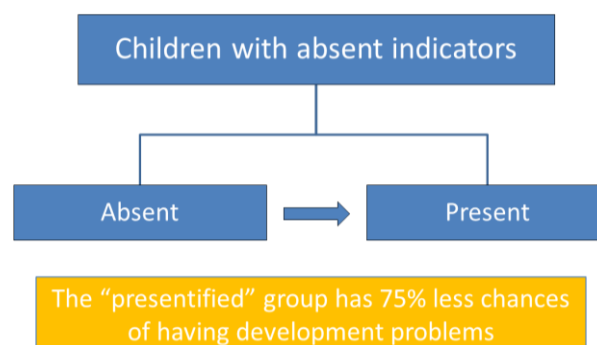 Children with absent indicators
Absent
Present
The “presentified” group has 75% less chances
of having development problems